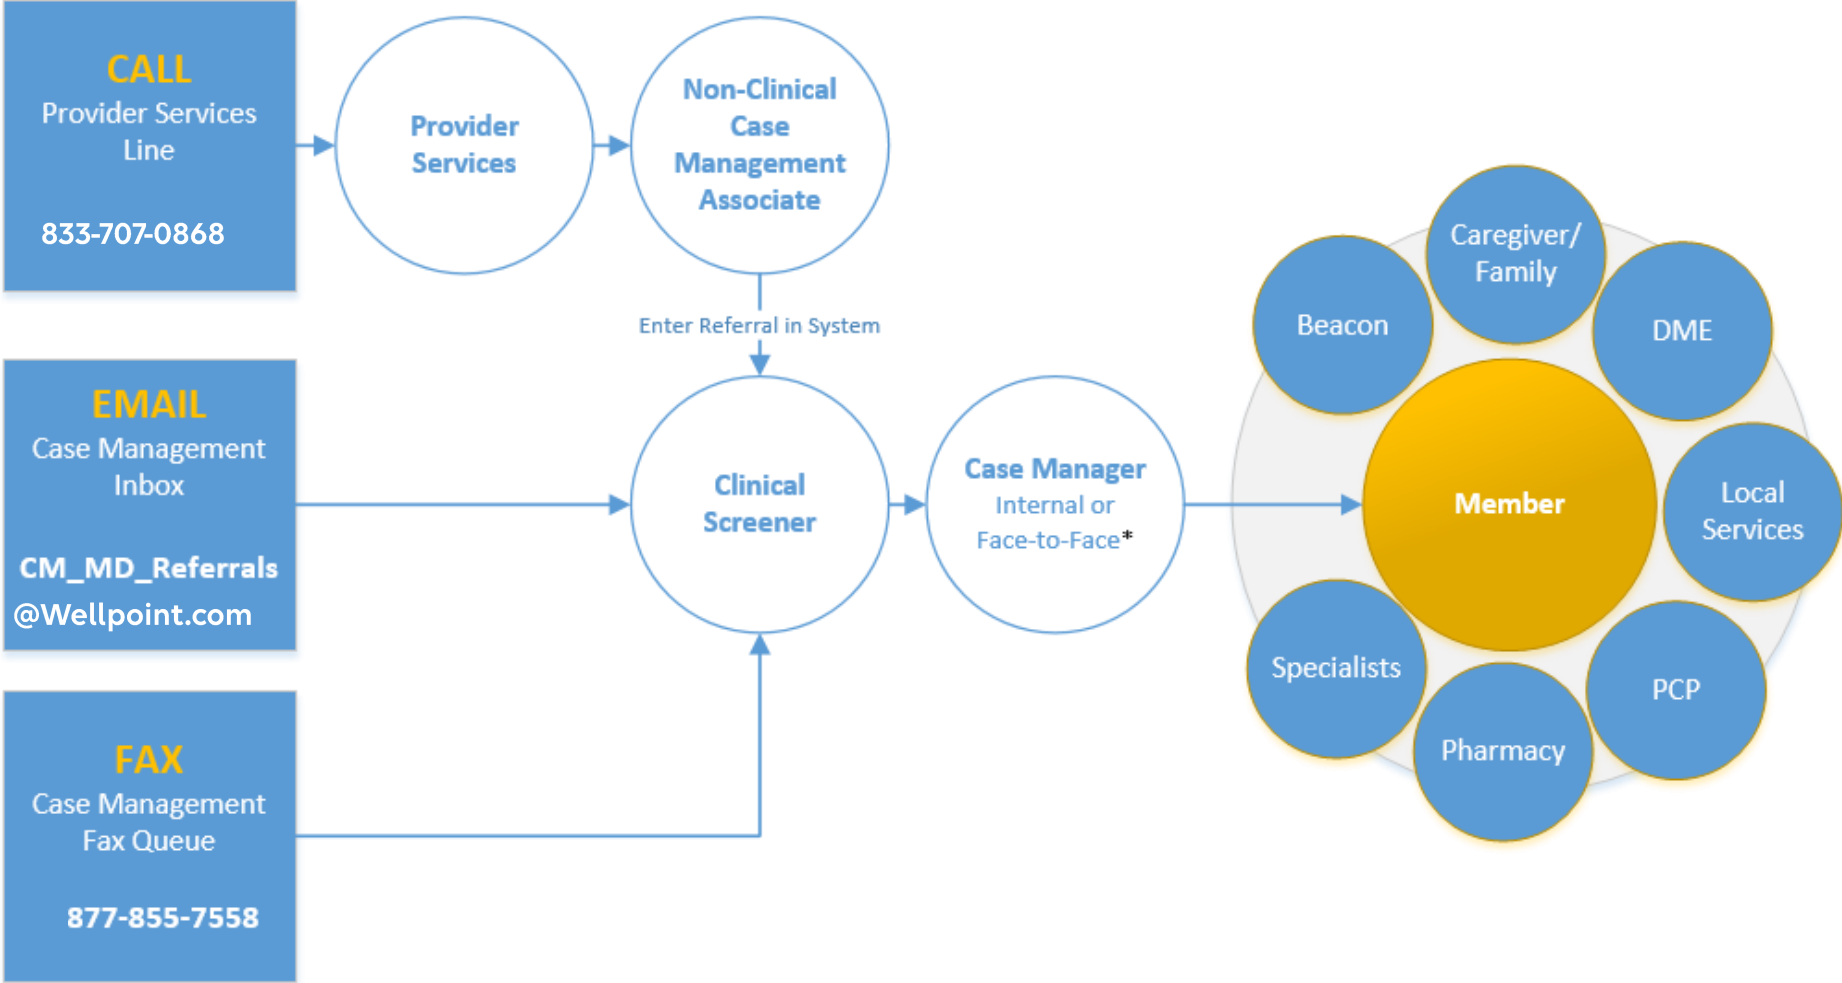 CALL
Provider Services
Line
833-707-0868
Provider
Services
Non-Clinical
Case
Management
Associate
Enter Referral in System
EMAIL
Case Management
Inbox
CM_MD_Referrals
@Wellpoint.com
Clinical
Screener
Case Manager
Internal or
Face-to-Face*
FAX
Case Management
Fax Queue
877-855-7558
Member
Beacon
Caregiver/
Family
DME
Local
Services
PCP
Pharmacy
Specialists